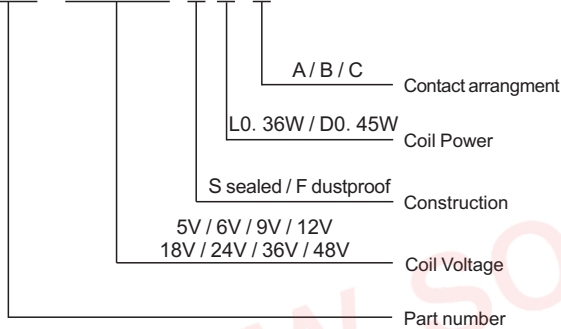 A / B / C
Contact arrangment
L0. 36W / D0. 45W
Coil Power
S sealed / F dustproof
Construction
5V / 6V / 9V / 12V
18V / 24V / 36V / 48V
Coil Voltage
Part number